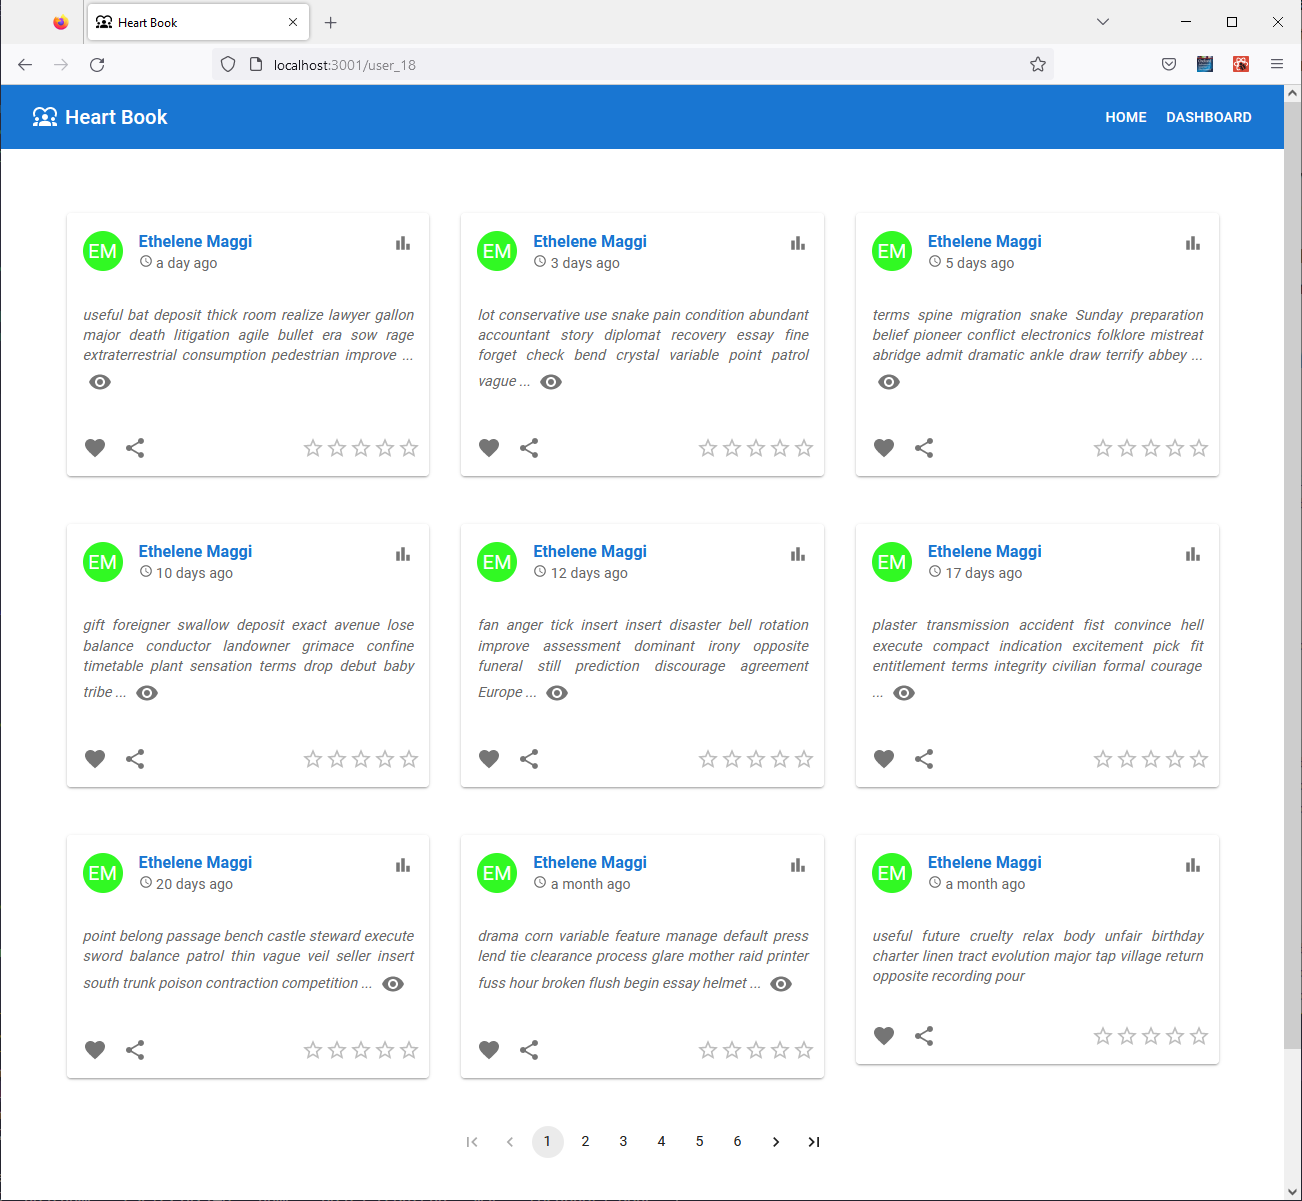 Heart Book
localhost:3001/user_18
Heart Book
HOME DASHBOARD
EM Ethelene Maggi
a day ago
useful bat deposit thick room realize lawyer gallon
major death litigation agile bullet era sow rage
extraterrestrial consumption pedestrian improve ...
EM Ethelene Maggi
3 days ago
lot conservative use snake pain condition abundant
accountant story diplomat recovery essay fine
forget check bend crystal variable point patrol
vague ...
EM Ethelene Maggi
5 days ago
terms spine migration snake Sunday preparation
belief pioneer conflict electronics folklore mistreat
abridge admit dramatic ankle draw terrify abbey ...
EM Ethelene Maggi
10 days ago
gift foreigner swallow deposit exact avenue lose
balance conductor landowner grimace confine
timetable plant sensation terms drop debut baby
tribe ...
EM Ethelene Maggi
12 days ago
fan anger tick insert insert disaster bell rotation
improve assessment dominant irony opposite
funeral still prediction discourage agreement
Europe ...
EM Ethelene Maggi
17 days ago
plaster transmission accident fist convince hell
execute compact indication excitement pick fit
entitlement terms integrity civilian formal courage
...
EM Ethelene Maggi
20 days ago
point belong passage bench castle steward execute
sword balance patrol thin vague veil seller insert
south trunk poison contraction competition ...
EM Ethelene Maggi
a month ago
drama corn variable feature manage default press
lend tie clearance process glare mother raid printer
fuss hour broken flush begin essay helmet ...
EM Ethelene Maggi
a month ago
useful future cruelty relax body unfair birthday
charter linen tract evolution major tap village return
opposite recording pour
1 2 3 4 5 6